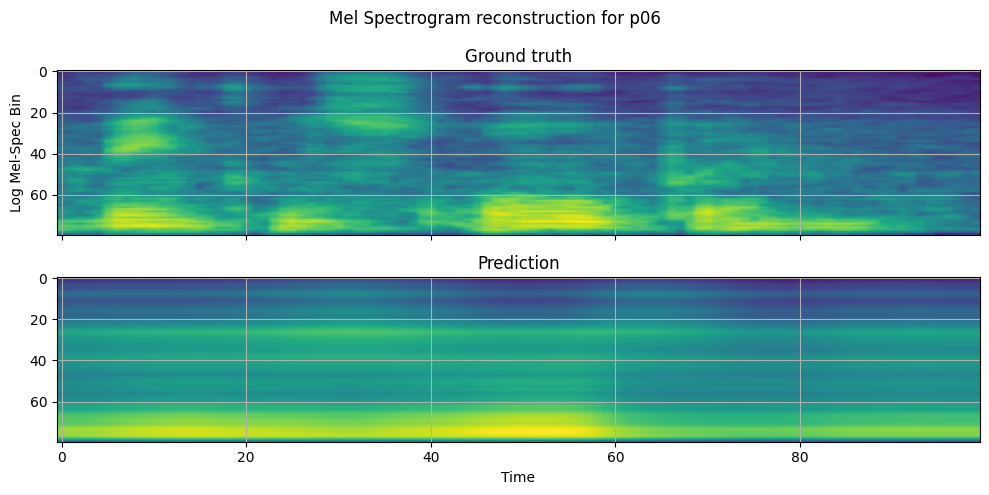 Mel Spectrogram reconstruction for p06
Ground truth
0
20
40
60
Log Mel-Spec Bin
Prediction
0
20
40
60
0 20 40 60 80
Time